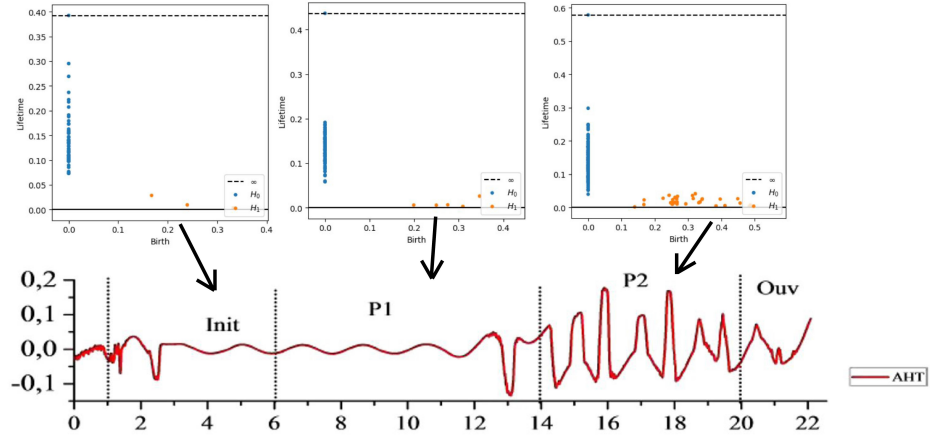 0.40
0.35
0.30
0.25
0.20
0.15
0.10
0.05
0.00
Lifetime
0.0 0.1 0.2 0.3 0.4
Birth
∞
H₀
H₁
0.4
0.3
0.2
0.1
0.0
Lifetime
0.0 0.1 0.2 0.3 0.4
Birth
∞
H₀
H₁
0.6
0.5
0.4
0.3
0.2
0.1
0.0
Lifetime
0.0 0.1 0.2 0.3 0.4 0.5
Birth
∞
H₀
H₁
0,2
0,1
0,0
-0,1
Init
P1
P2
Ouv
0 2 4 6 8 10 12 14 16 18 20 22
AHT